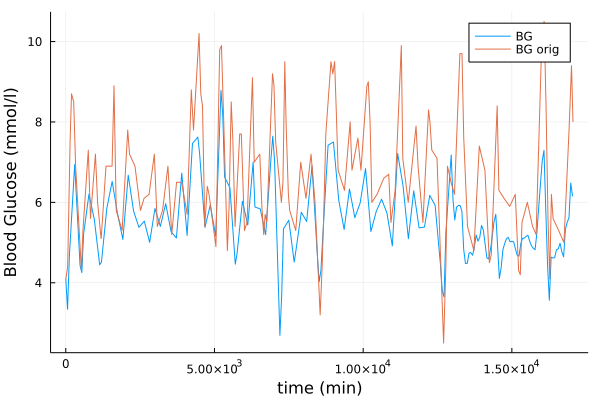 BG
BG orig
10
8
6
4
Blood Glucose (mmol/l)
0
5.00×10³
1.00×10⁴
1.50×10⁴
time (min)